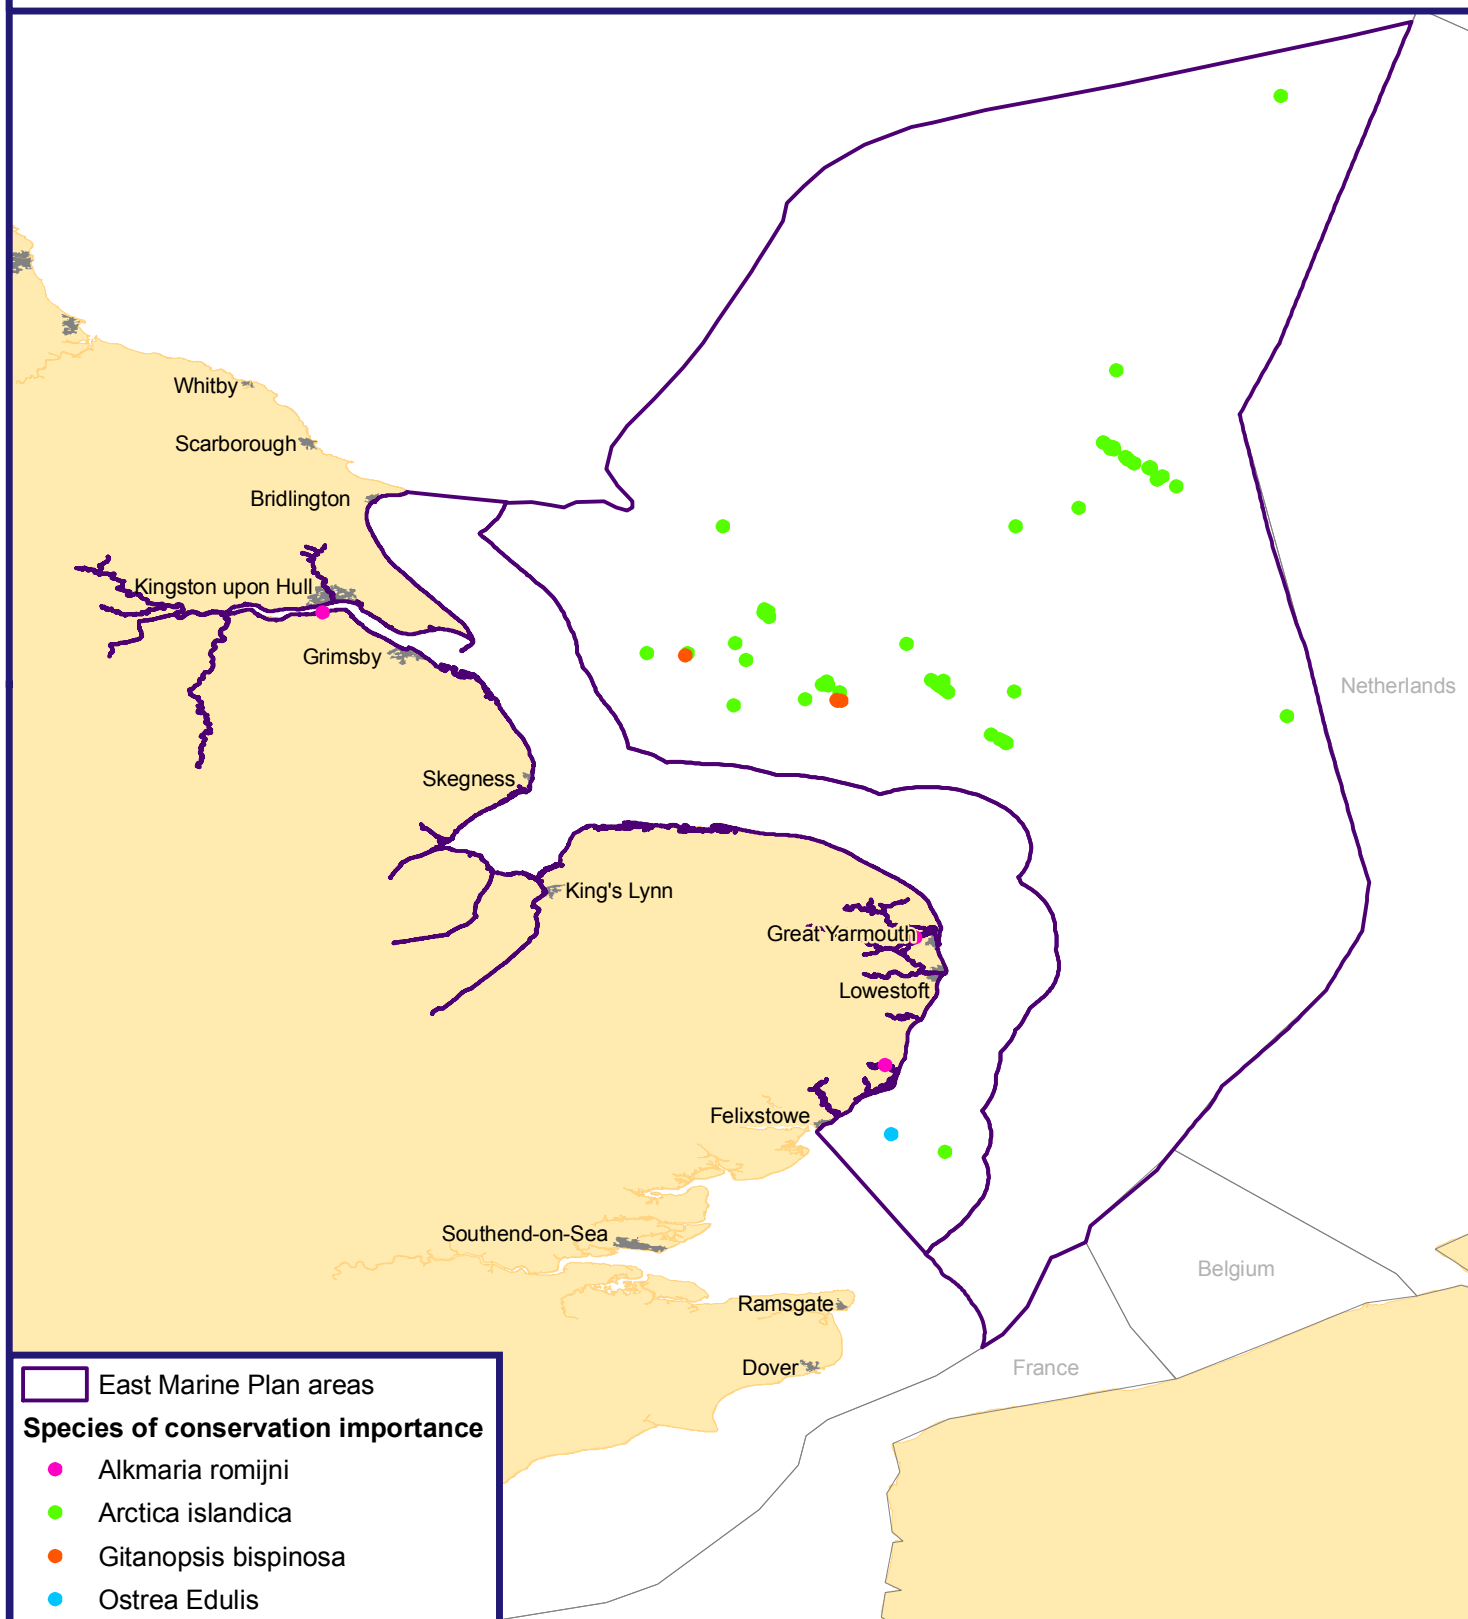 Whitby
Scarborough
Bridlington
Kingston upon Hull
Grimsby
Netherlands
Skegness
King's Lynn
Great Yarmouth
Lowestoft
Felixstowe
Southend-on-Sea
Belgium
Ramsgate
Dover
France
East Marine Plan areas
Species of conservation importance
Alkmaria romijni
Arctica islandica
Gitanopsis bispinosa
Ostrea Edulis